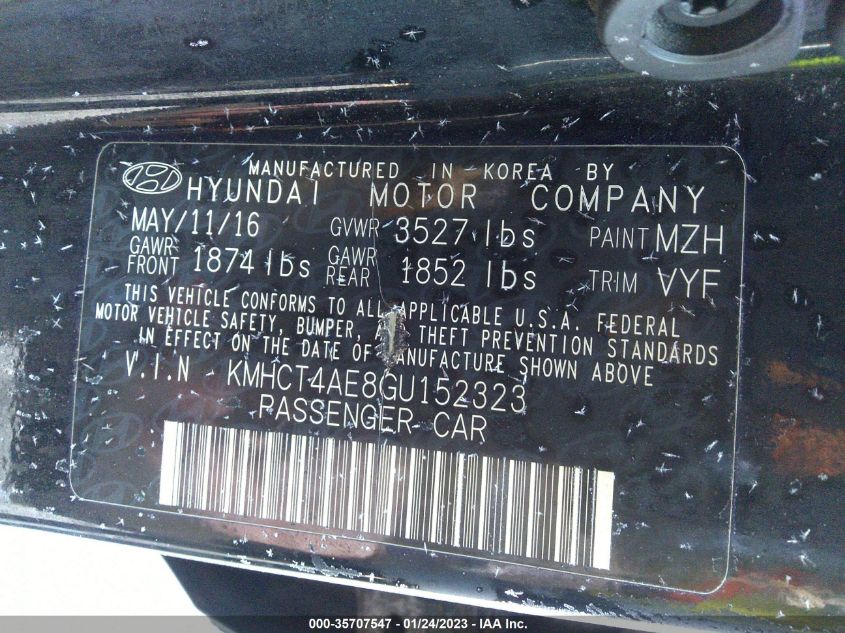 MANUFACTURED IN KOREA BY
HYUNDAI MOTOR COMPANY
MAY/11/16 GVWR 3527 lbs PAINT MZH
GAWR FRONT 1874 lbs GAWR REAR 1852 lbs TRIM VYF
THIS VEHICLE CONFORMS TO ALL APPLICABLE U.S.A. FEDERAL
MOTOR VEHICLE SAFETY, BUMPER, THEFT PREVENTION STANDARDS
IN EFFECT ON THE DATE OF MANUFACTURE SHOWN ABOVE
V.I.N KMHCT4AE8GU152323
PASSENGER CAR
000-35707547 - 01/24/2023 - IAA Inc.